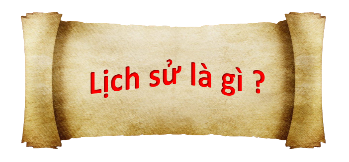 Lịch sử là gì ?